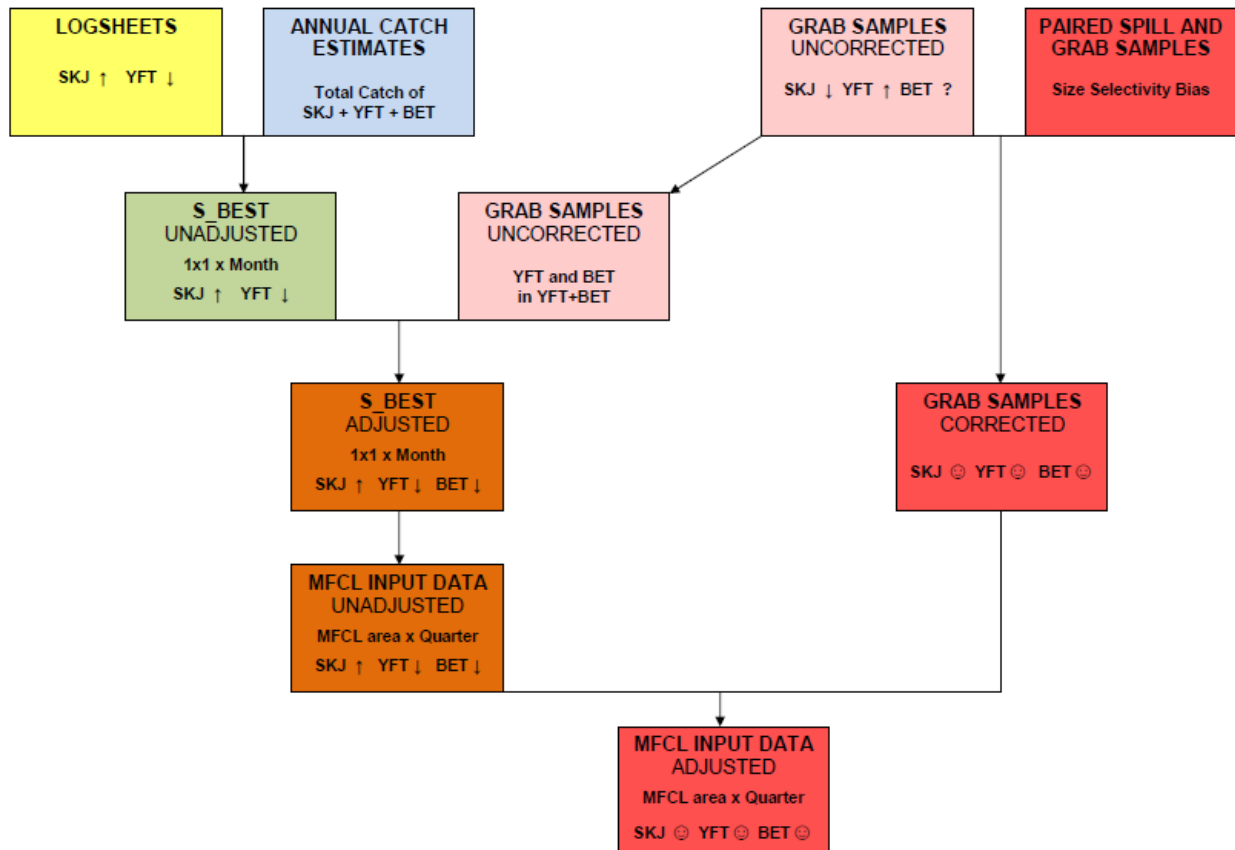 LOGSHEETS
SKJ ↑ YFT ↓
ANNUAL CATCH
ESTIMATES
Total Catch of
SKJ + YFT + BET
GRAB SAMPLES
UNCORRECTED
SKJ ↓ YFT ↑ BET ?
PAIRED SPILL AND
GRAB SAMPLES
Size Selectivity Bias
S_BEST
UNADJUSTED
1x1 x Month
SKJ ↑ YFT ↓
GRAB SAMPLES
UNCORRECTED
YFT and BET
in YFT+BET
S_BEST
ADJUSTED
1x1 x Month
SKJ ↑ YFT ↓ BET ↓
GRAB SAMPLES
CORRECTED
SKJ ☺ YFT ☺ BET ☺
MFCL INPUT DATA
UNADJUSTED
MFCL area x Quarter
SKJ ↑ YFT ↓ BET ↓
MFCL INPUT DATA
ADJUSTED
MFCL area x Quarter
SKJ ☺ YFT ☺ BET ☺